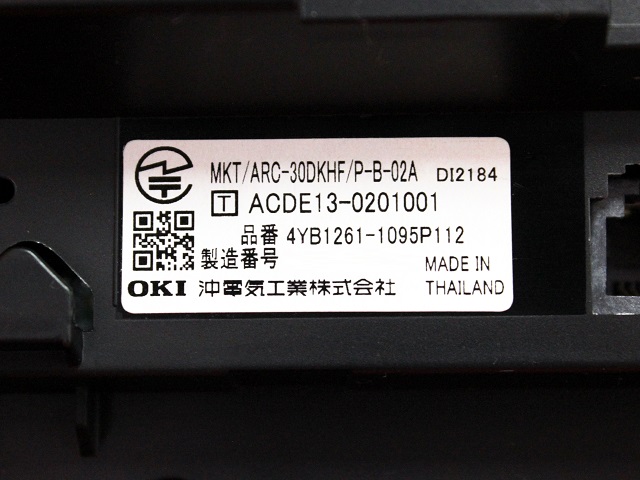 MKT/ARC-30DKHF/P-B-02A DI2184
T ACDE13-0201001
品番 4YB1261-1095P112
製造番号 MADE IN
OKI 沖電気工業株式会社 THAILAND